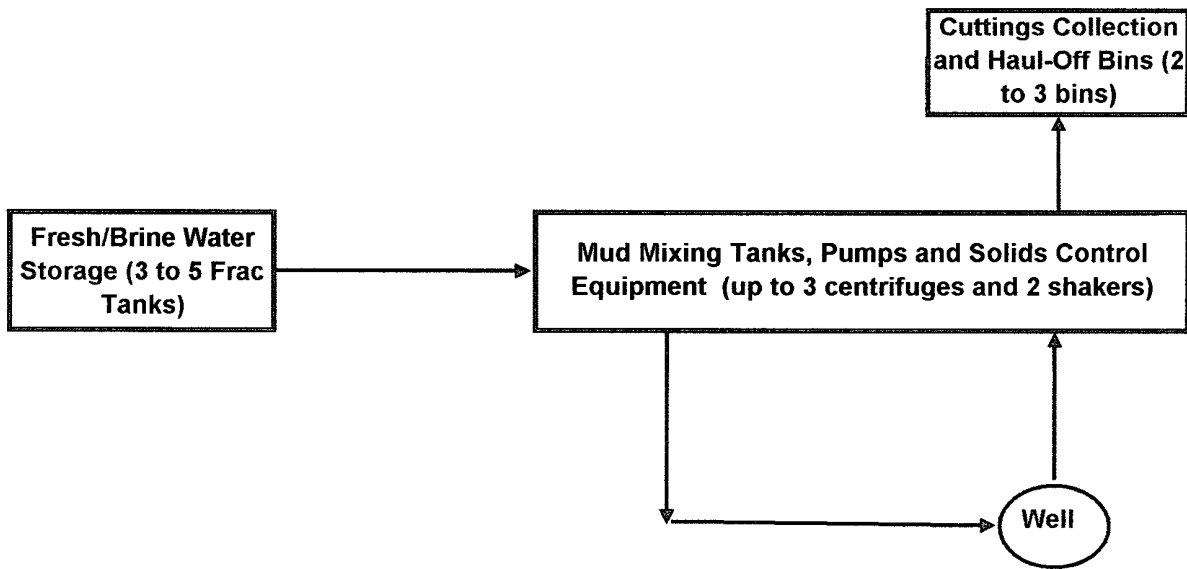 Cuttings Collection
and Haul-Off Bins (2
to 3 bins)
Fresh/Brine Water
Storage (3 to 5 Frac
Tanks)
Mud Mixing Tanks, Pumps and Solids Control
Equipment (up to 3 centrifuges and 2 shakers)
Well